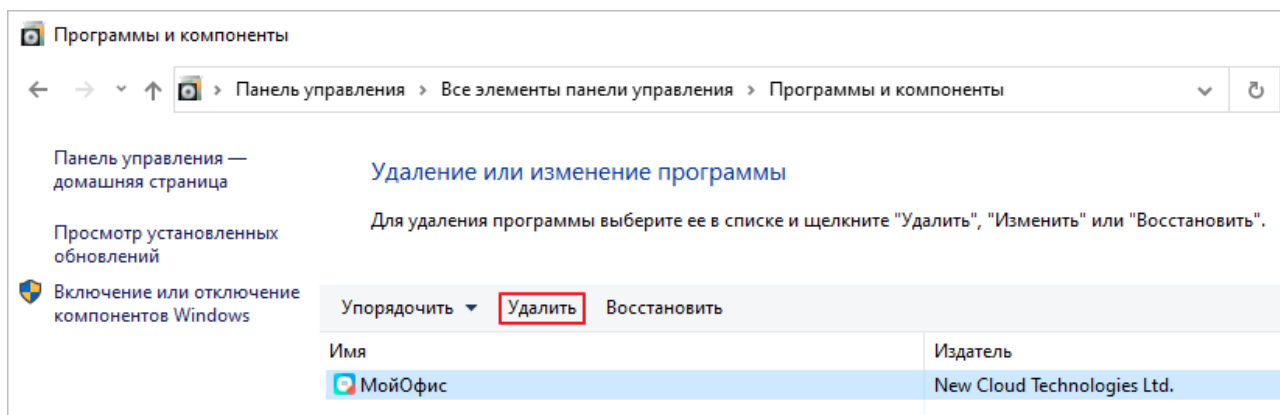 Программы и компоненты
Панель управления > Все элементы панели управления > Программы и компоненты
Панель управления —
домашняя страница
Просмотр установленных
обновлений
Включение или отключение
компонентов Windows
Удаление или изменение программы
Для удаления программы выберите ее в списке и щелкните "Удалить", "Изменить" или "Восстановить".
Упорядочить Удалить Восстановить
Имя Издатель
МойОфис New Cloud Technologies Ltd.